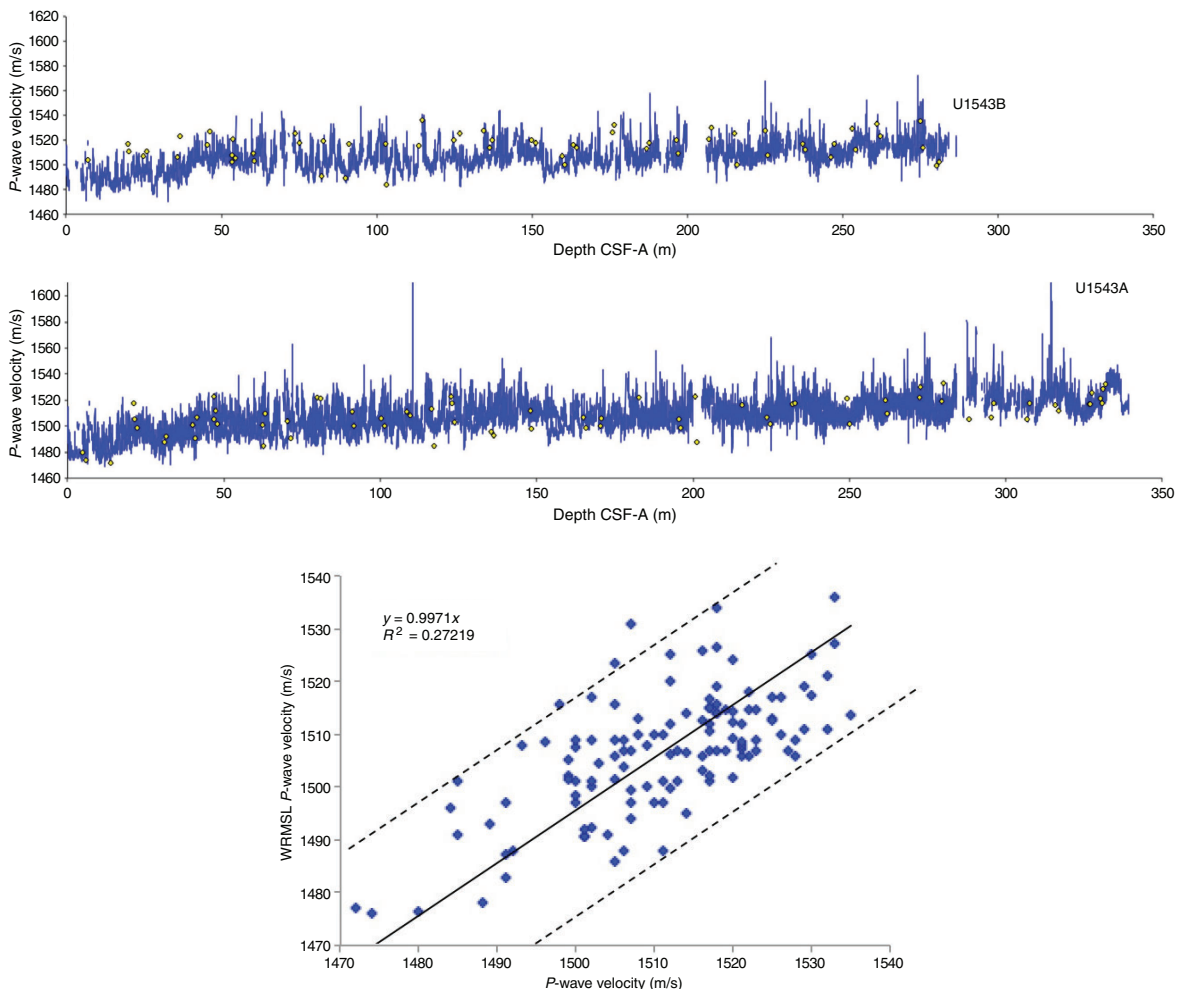 1620
1600
1580
1560
1540
1520
1500
1480
1460
P-wave velocity (m/s)
U1543B
0 50 100 150 200 250 300 350
Depth CSF-A (m)
1600
1580
1560
1540
1520
1500
1480
1460
P-wave velocity (m/s)
U1543A
0 50 100 150 200 250 300 350
Depth CSF-A (m)
1540
1530
1520
1510
1500
1490
1480
1470
WRMSL P-wave velocity (m/s)
y = 0.9971x
R² = 0.27219
1470 1480 1490 1500 1510 1520 1530 1540
P-wave velocity (m/s)